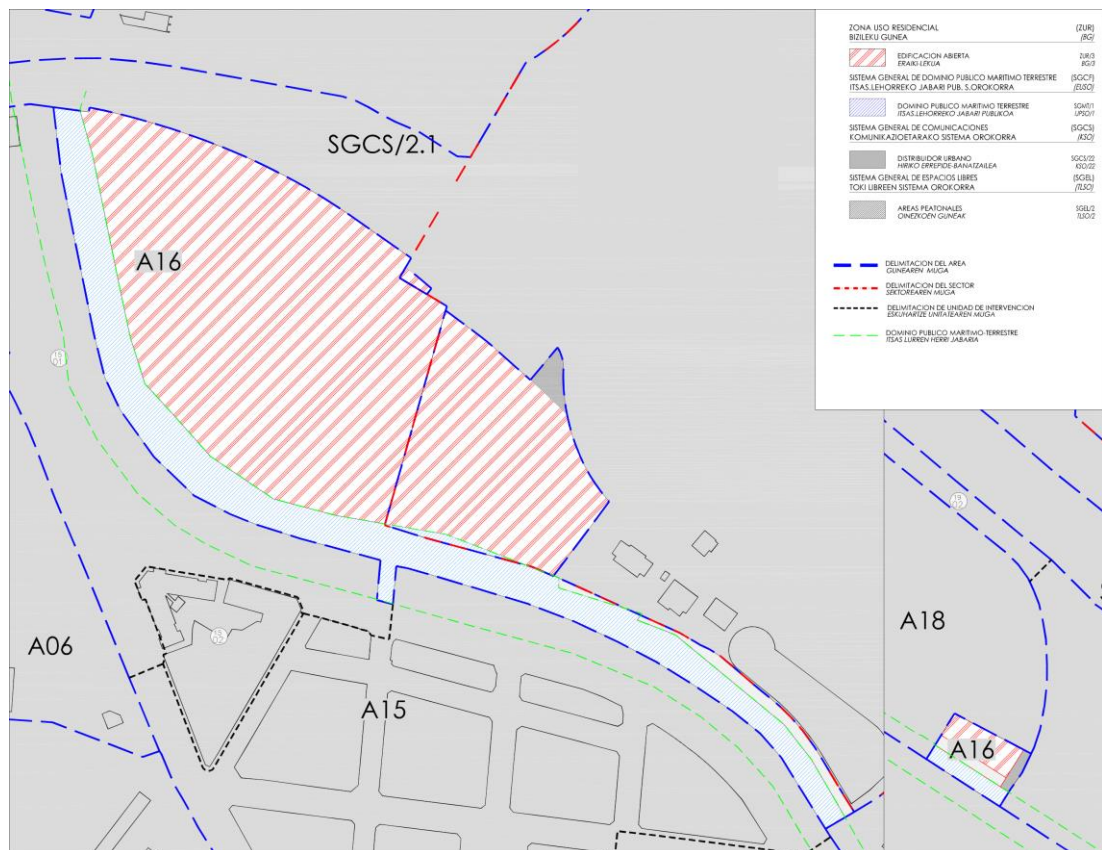 ZONA USO RESIDENCIAL (ZUR)
BIZILEKU GUNEA (BG)
EDIFICACION ABIERTA ZUR/3
ERAIKI-LEKUA BG/3
SISTEMA GENERAL DE DOMINIO PUBLICO MARITIMO TERRESTRE (SGCF)
ITSAS.LEHORREKO JABARI PUB. S.OROKORRA (EUSO)
DOMINIO PUBLICO MARITIMO TERRESTRE SGMT/1
ITSAS.LEHORREKO JABARI PUBLIKOA
SISTEMA GENERAL DE COMUNICACIONES (SGCS)
KOMUNIKAZIOETARAKO SISTEMA OROKORRA (KSO)
DISTRIBUIDOR URBANO SGCS/22
HIRIKO ERREPIDE-BANATZAILEA KSO/22
SISTEMA GENERAL DE ESPACIOS LIBRES (SGEL)
TOKI LIBREEN SISTEMA OROKORRA (TLSO)
AREAS PEATONALES SGEL/2
OINEZKOEN GUNEAK TLSO/2
DELIMITACION DEL AREA
GUNEAREN MUGA
DELIMITACION DEL SECTOR
SEKTOREAREN MUGA
DELIMITACION DE UNIDAD DE INTERVENCION
ESKUHARTZE UNITATEAREN MUGA
DOMINIO PUBLICO MARITIMO-TERRESTRE
ITSAS LURREN HERRI JABARIA
SGCS/2.1
A16
A06
A15
A18
A16